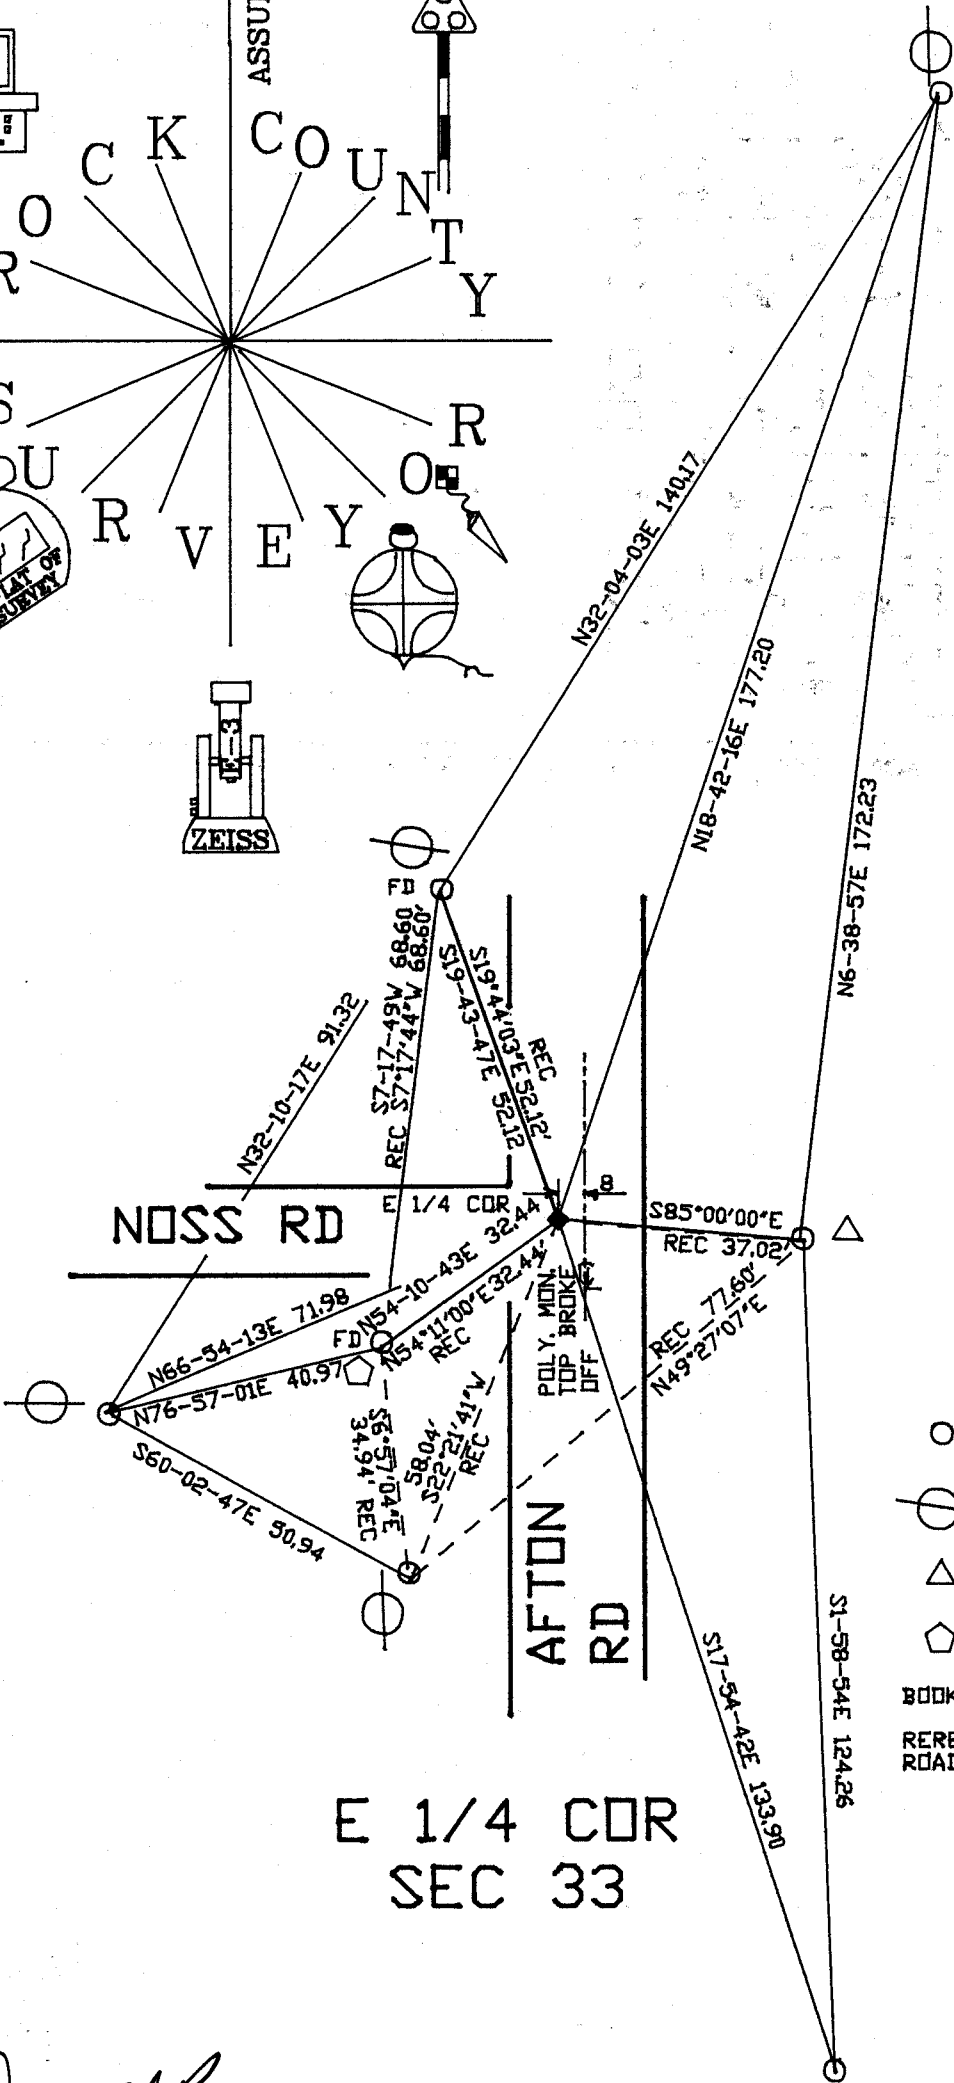 ASSU
R O C K C O U N T Y
S U R V E Y O R
PLAT OF
SURVEY
E-3
ZEISS
N32-04-03E 140.17
N18-42-16E 177.20
N6-38-57E 172.23
FD
S7-17-49W 68.60
REC S7°17'44"W 68.60'
S19°44'03"E 52.12'
REC
S19-43-47E 52.12
N32-10-17E 91.32
NOSS RD
E 1/4 COR
8
S85°00'00"E
REC 37.02'
N54-10-43E 32.44
N54°11'00"E 32.44'
REC
N66-54-13E 71.98
FD
N76-57-01E 40.97
POLY. MON.
TOP BROKE
OFF
REC 77.60'
N49°27'07"E
S60-02-47E 50.94
S6°57'04"E
34.94' REC
58.04'
S22°21'41"W
REC
AFTON
RD
S17-54-42E 133.90
S1-58-54E 124.26
BOOK
RERE
ROAD
E 1/4 COR
SEC 33